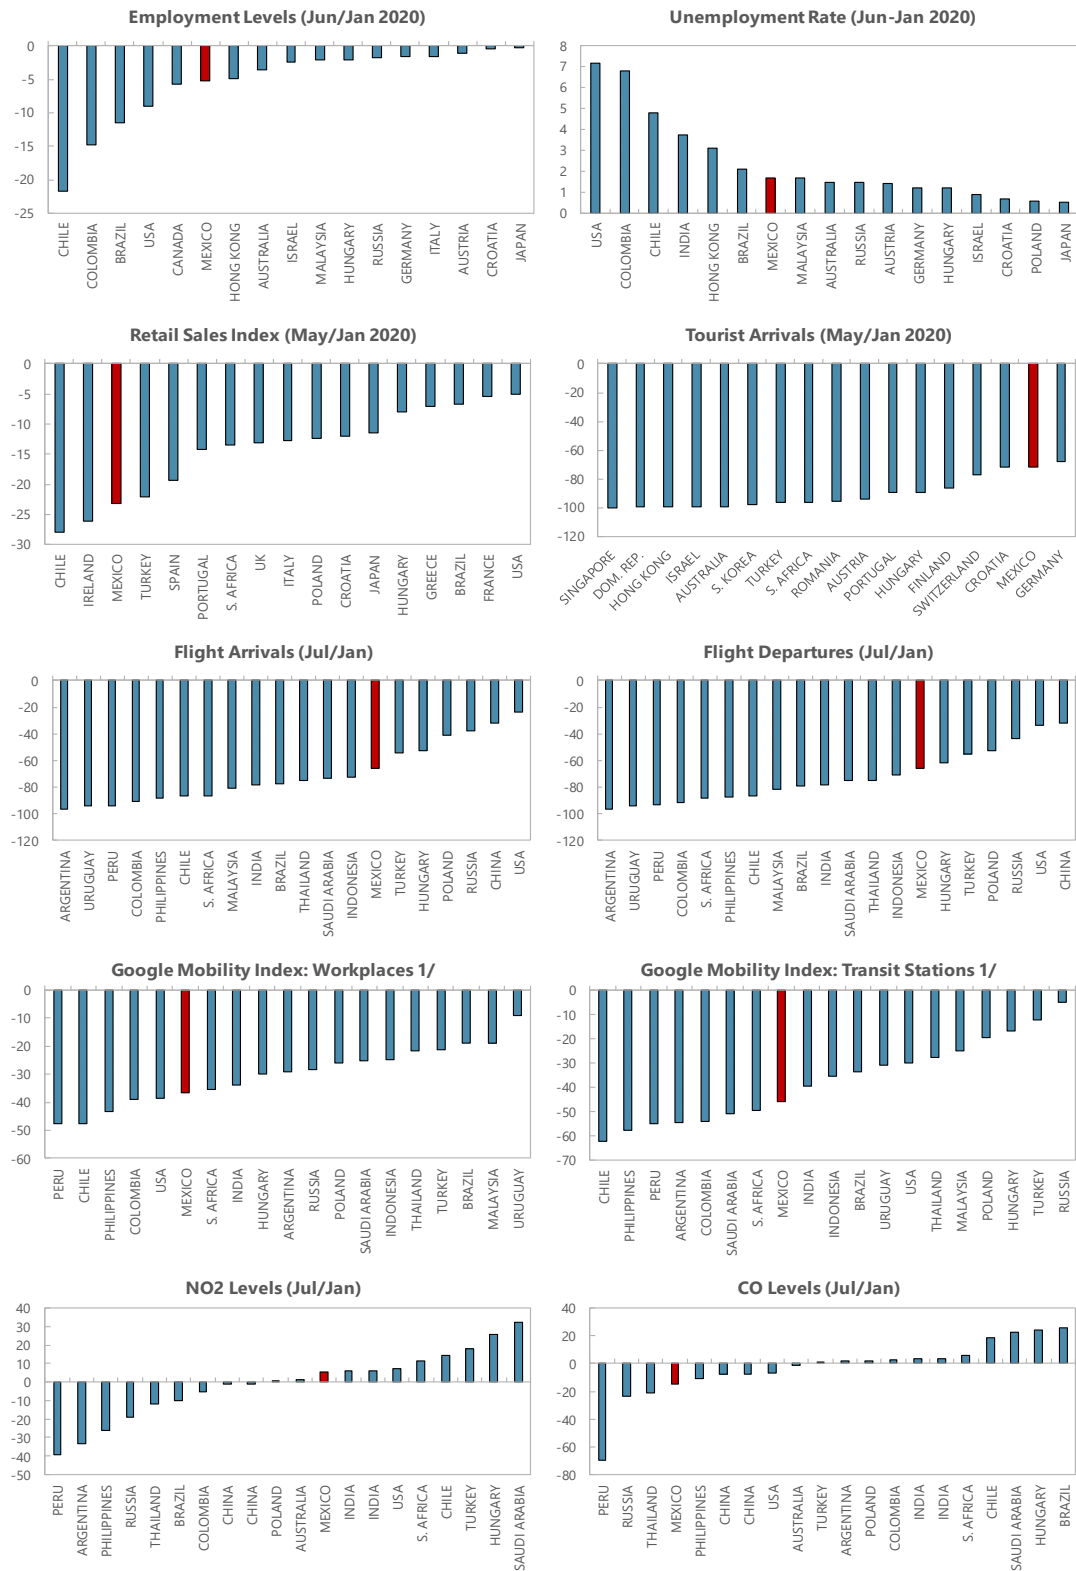 Employment Levels (Jun/Jan 2020)
0
-5
-10
-15
-20
-25
CHILE
COLOMBIA
BRAZIL
USA
CANADA
MEXICO
HONG KONG
AUSTRALIA
ISRAEL
MALAYSIA
HUNGARY
RUSSIA
GERMANY
ITALY
AUSTRIA
CROATIA
JAPAN
Unemployment Rate (Jun-Jan 2020)
8
7
6
5
4
3
2
1
0
USA
COLOMBIA
CHILE
INDIA
HONG KONG
BRAZIL
MEXICO
MALAYSIA
AUSTRALIA
RUSSIA
AUSTRIA
GERMANY
HUNGARY
ISRAEL
CROATIA
POLAND
JAPAN
Retail Sales Index (May/Jan 2020)
0
-5
-10
-15
-20
-25
-30
CHILE
IRELAND
MEXICO
TURKEY
SPAIN
PORTUGAL
S. AFRICA
UK
ITALY
POLAND
CROATIA
JAPAN
HUNGARY
GREECE
BRAZIL
FRANCE
USA
Tourist Arrivals (May/Jan 2020)
0
-20
-40
-60
-80
-100
-120
SINGAPORE
DOM. REP.
HONG KONG
ISRAEL
AUSTRALIA
S. KOREA
TURKEY
S. AFRICA
ROMANIA
AUSTRIA
PORTUGAL
HUNGARY
FINLAND
SWITZERLAND
CROATIA
MEXICO
GERMANY
Flight Arrivals (Jul/Jan)
0
-20
-40
-60
-80
-100
-120
ARGENTINA
URUGUAY
PERU
COLOMBIA
PHILIPPINES
CHILE
S. AFRICA
MALAYSIA
INDIA
BRAZIL
THAILAND
SAUDI ARABIA
INDONESIA
MEXICO
TURKEY
HUNGARY
POLAND
RUSSIA
CHINA
USA
Flight Departures (Jul/Jan)
0
-20
-40
-60
-80
-100
-120
ARGENTINA
URUGUAY
PERU
COLOMBIA
S. AFRICA
PHILIPPINES
CHILE
MALAYSIA
BRAZIL
INDIA
SAUDI ARABIA
THAILAND
INDONESIA
MEXICO
HUNGARY
TURKEY
POLAND
RUSSIA
USA
CHINA
Google Mobility Index: Workplaces 1/
0
-10
-20
-30
-40
-50
-60
PERU
CHILE
PHILIPPINES
COLOMBIA
USA
MEXICO
S. AFRICA
INDIA
HUNGARY
ARGENTINA
RUSSIA
POLAND
SAUDI ARABIA
INDONESIA
THAILAND
TURKEY
BRAZIL
MALAYSIA
URUGUAY
Google Mobility Index: Transit Stations 1/
0
-10
-20
-30
-40
-50
-60
-70
CHILE
PHILIPPINES
PERU
ARGENTINA
COLOMBIA
SAUDI ARABIA
S. AFRICA
MEXICO
INDIA
INDONESIA
BRAZIL
URUGUAY
USA
THAILAND
MALAYSIA
POLAND
HUNGARY
TURKEY
RUSSIA
NO2 Levels (Jul/Jan)
40
30
20
10
0
-10
-20
-30
-40
-50
PERU
ARGENTINA
PHILIPPINES
RUSSIA
THAILAND
BRAZIL
COLOMBIA
CHINA
CHINA
POLAND
AUSTRALIA
MEXICO
INDIA
INDIA
USA
S. AFRICA
CHILE
TURKEY
HUNGARY
SAUDI ARABIA
CO Levels (Jul/Jan)
40
20
0
-20
-40
-60
-80
PERU
RUSSIA
THAILAND
MEXICO
PHILIPPINES
CHINA
CHINA
USA
AUSTRALIA
TURKEY
ARGENTINA
POLAND
COLOMBIA
INDIA
INDIA
S. AFRICA
CHILE
SAUDI ARABIA
HUNGARY
BRAZIL